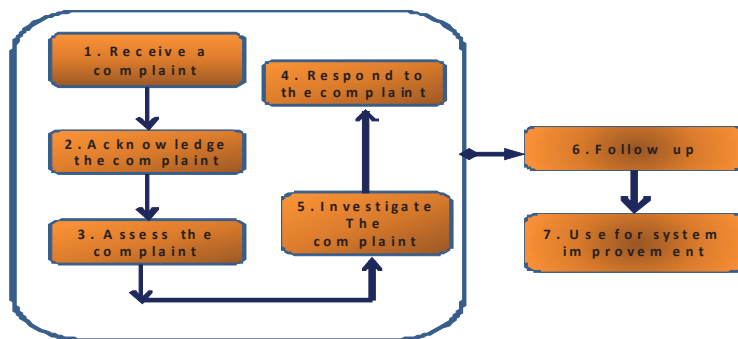 1. Receive a
complaint
2. Acknowledge
the complaint
3. Assess the
complaint
4. Respond to
the complaint
5. Investigate
The
complaint
6. Follow up
7. Use for system
improvement